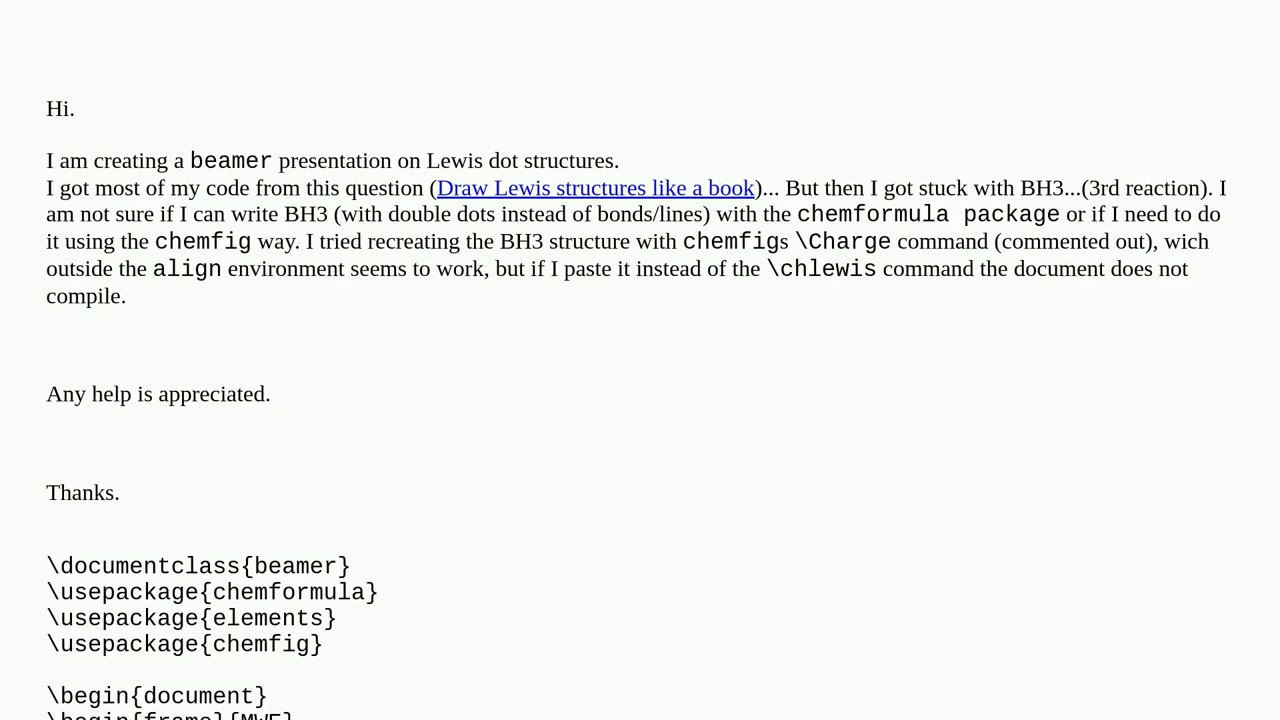 Hi.
I am creating a beamer presentation on Lewis dot structures.
I got most of my code from this question (Draw Lewis structures like a book)... But then I got stuck with BH3...(3rd reaction). I
am not sure if I can write BH3 (with double dots instead of bonds/lines) with the chemformula package or if I need to do
it using the chemfig way. I tried recreating the BH3 structure with chemfigs \Charge command (commented out), wich
outside the align environment seems to work, but if I paste it instead of the \chlewis command the document does not
compile.
Any help is appreciated.
Thanks.
\documentclass{beamer}
\usepackage{chemformula}
\usepackage{elements}
\usepackage{chemfig}
\begin{document}
\begin{frame}{MWE}